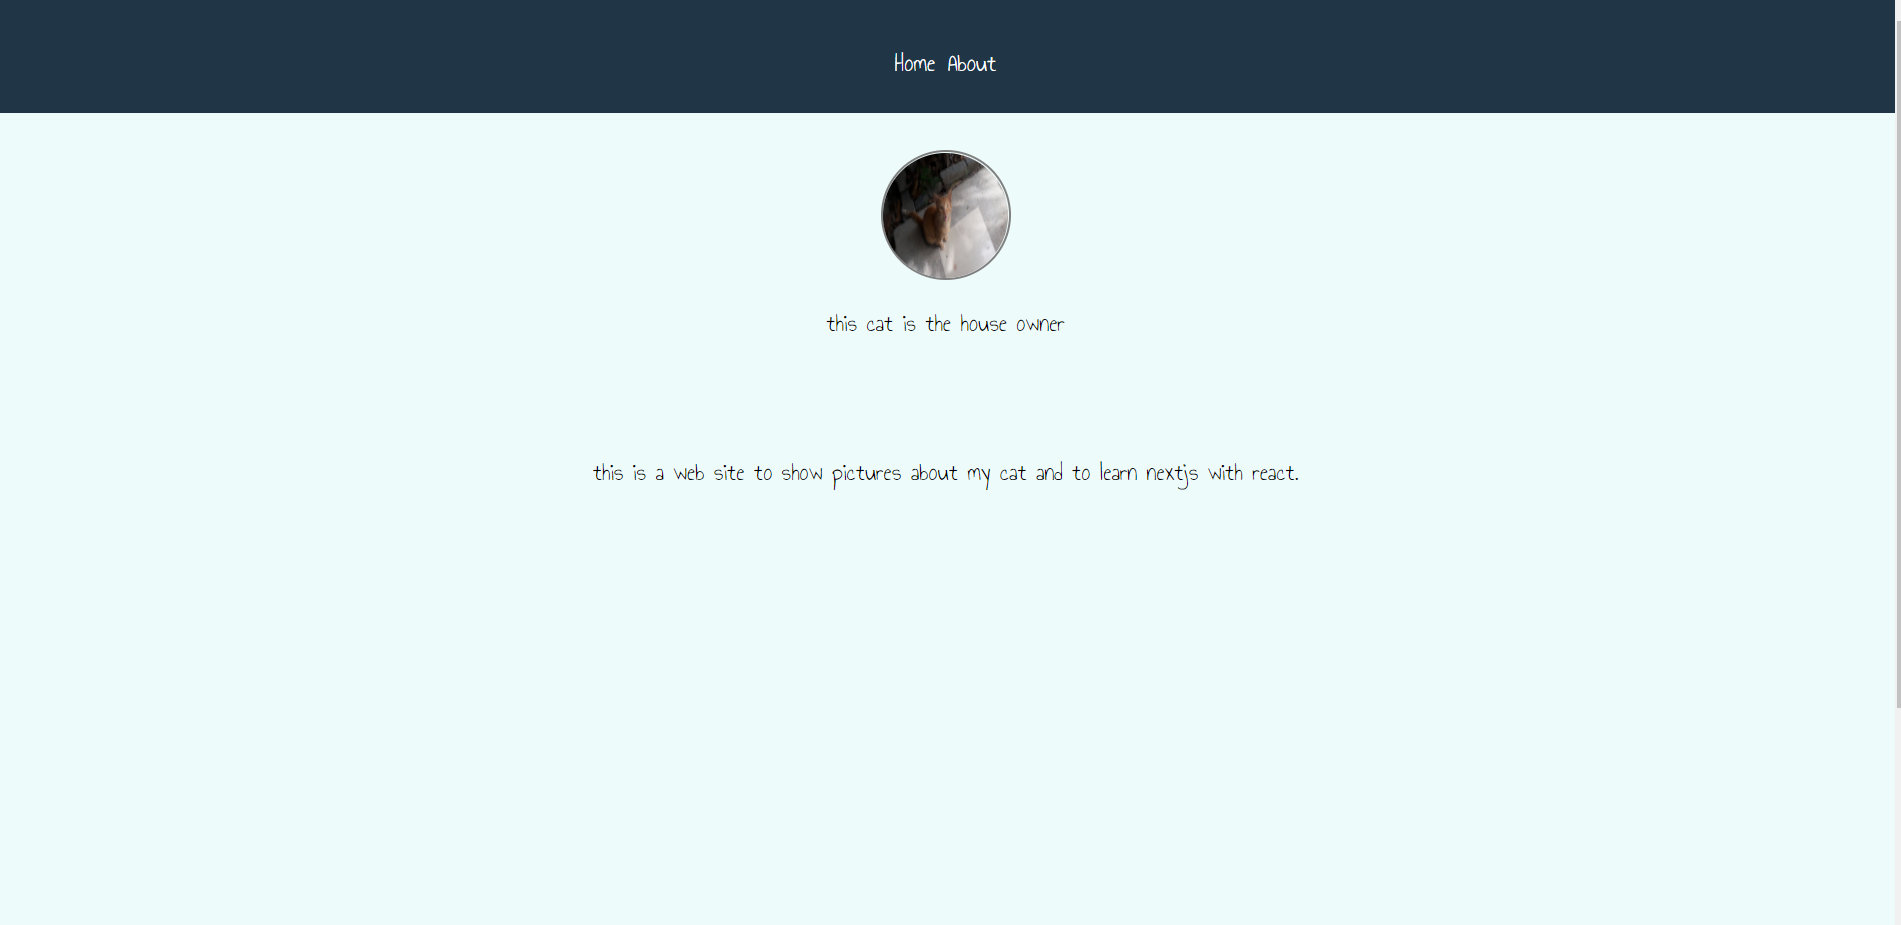 Home About
this cat is the house owner
this is a web site to show pictures about my cat and to learn nextjs with react.